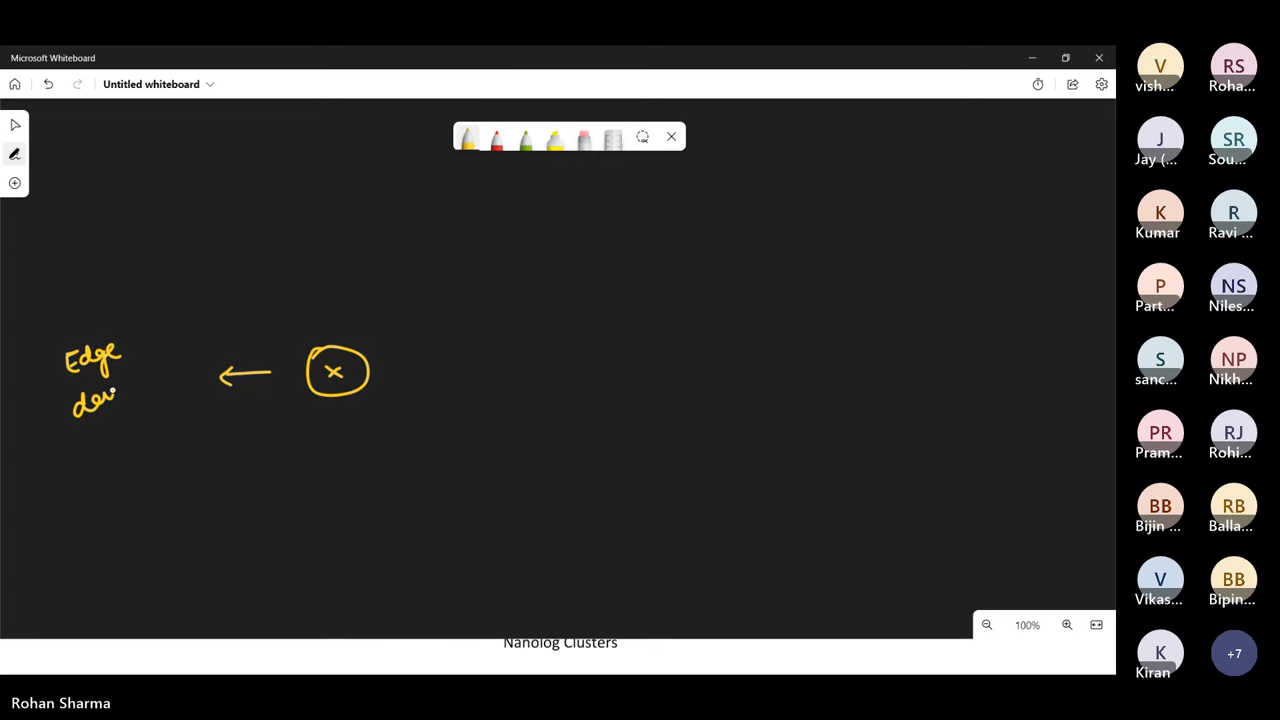 Microsoft Whiteboard
Untitled whiteboard
Edge
devi
x
100%
Nanolog Clusters
Rohan Sharma
V
vish...
RS
Roha...
J
Jay (...
SR
Sou...
K
Kumar
R
Ravi ...
P
Part...
NS
Niles...
S
sanc...
NP
Nikh...
PR
Pram...
RJ
Rohi...
BB
Bijin ...
RB
Balla...
V
Vikas...
BB
Bipin...
K
Kiran
+7